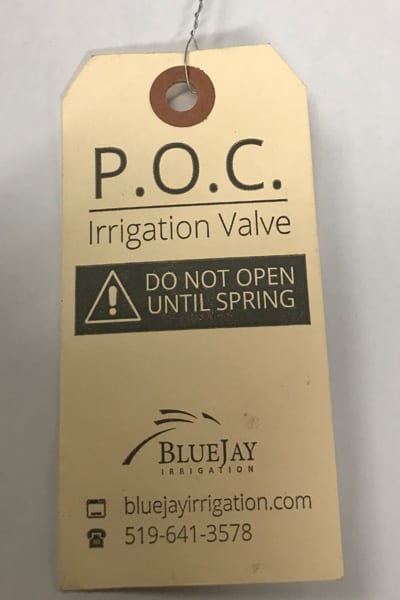 P.O.C.
Irrigation Valve
DO NOT OPEN
UNTIL SPRING
BLUEJAY
IRRIGATION
bluejayirrigation.com
519-641-3578